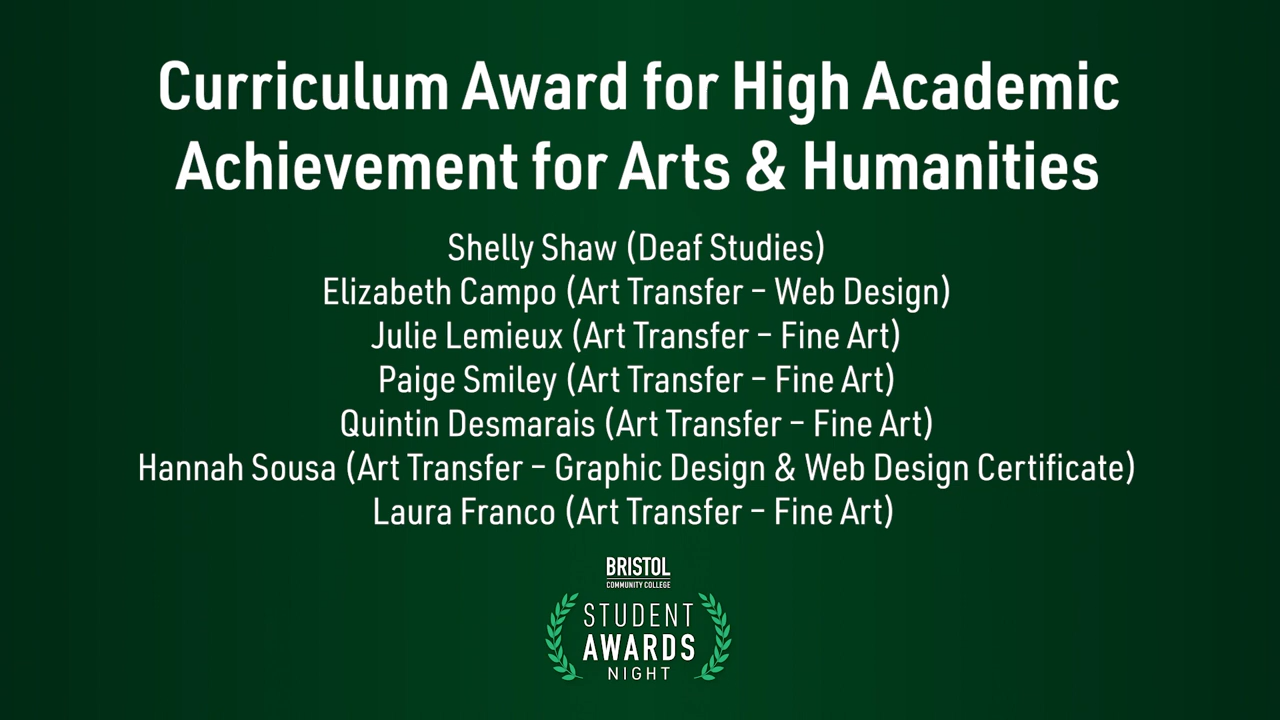 Curriculum Award for High Academic
Achievement for Arts & Humanities
Shelly Shaw (Deaf Studies)
Elizabeth Campo (Art Transfer – Web Design)
Julie Lemieux (Art Transfer – Fine Art)
Paige Smiley (Art Transfer – Fine Art)
Quintin Desmarais (Art Transfer – Fine Art)
Hannah Sousa (Art Transfer – Graphic Design & Web Design Certificate)
Laura Franco (Art Transfer – Fine Art)
BRISTOL
COMMUNITY COLLEGE
STUDENT
AWARDS
NIGHT